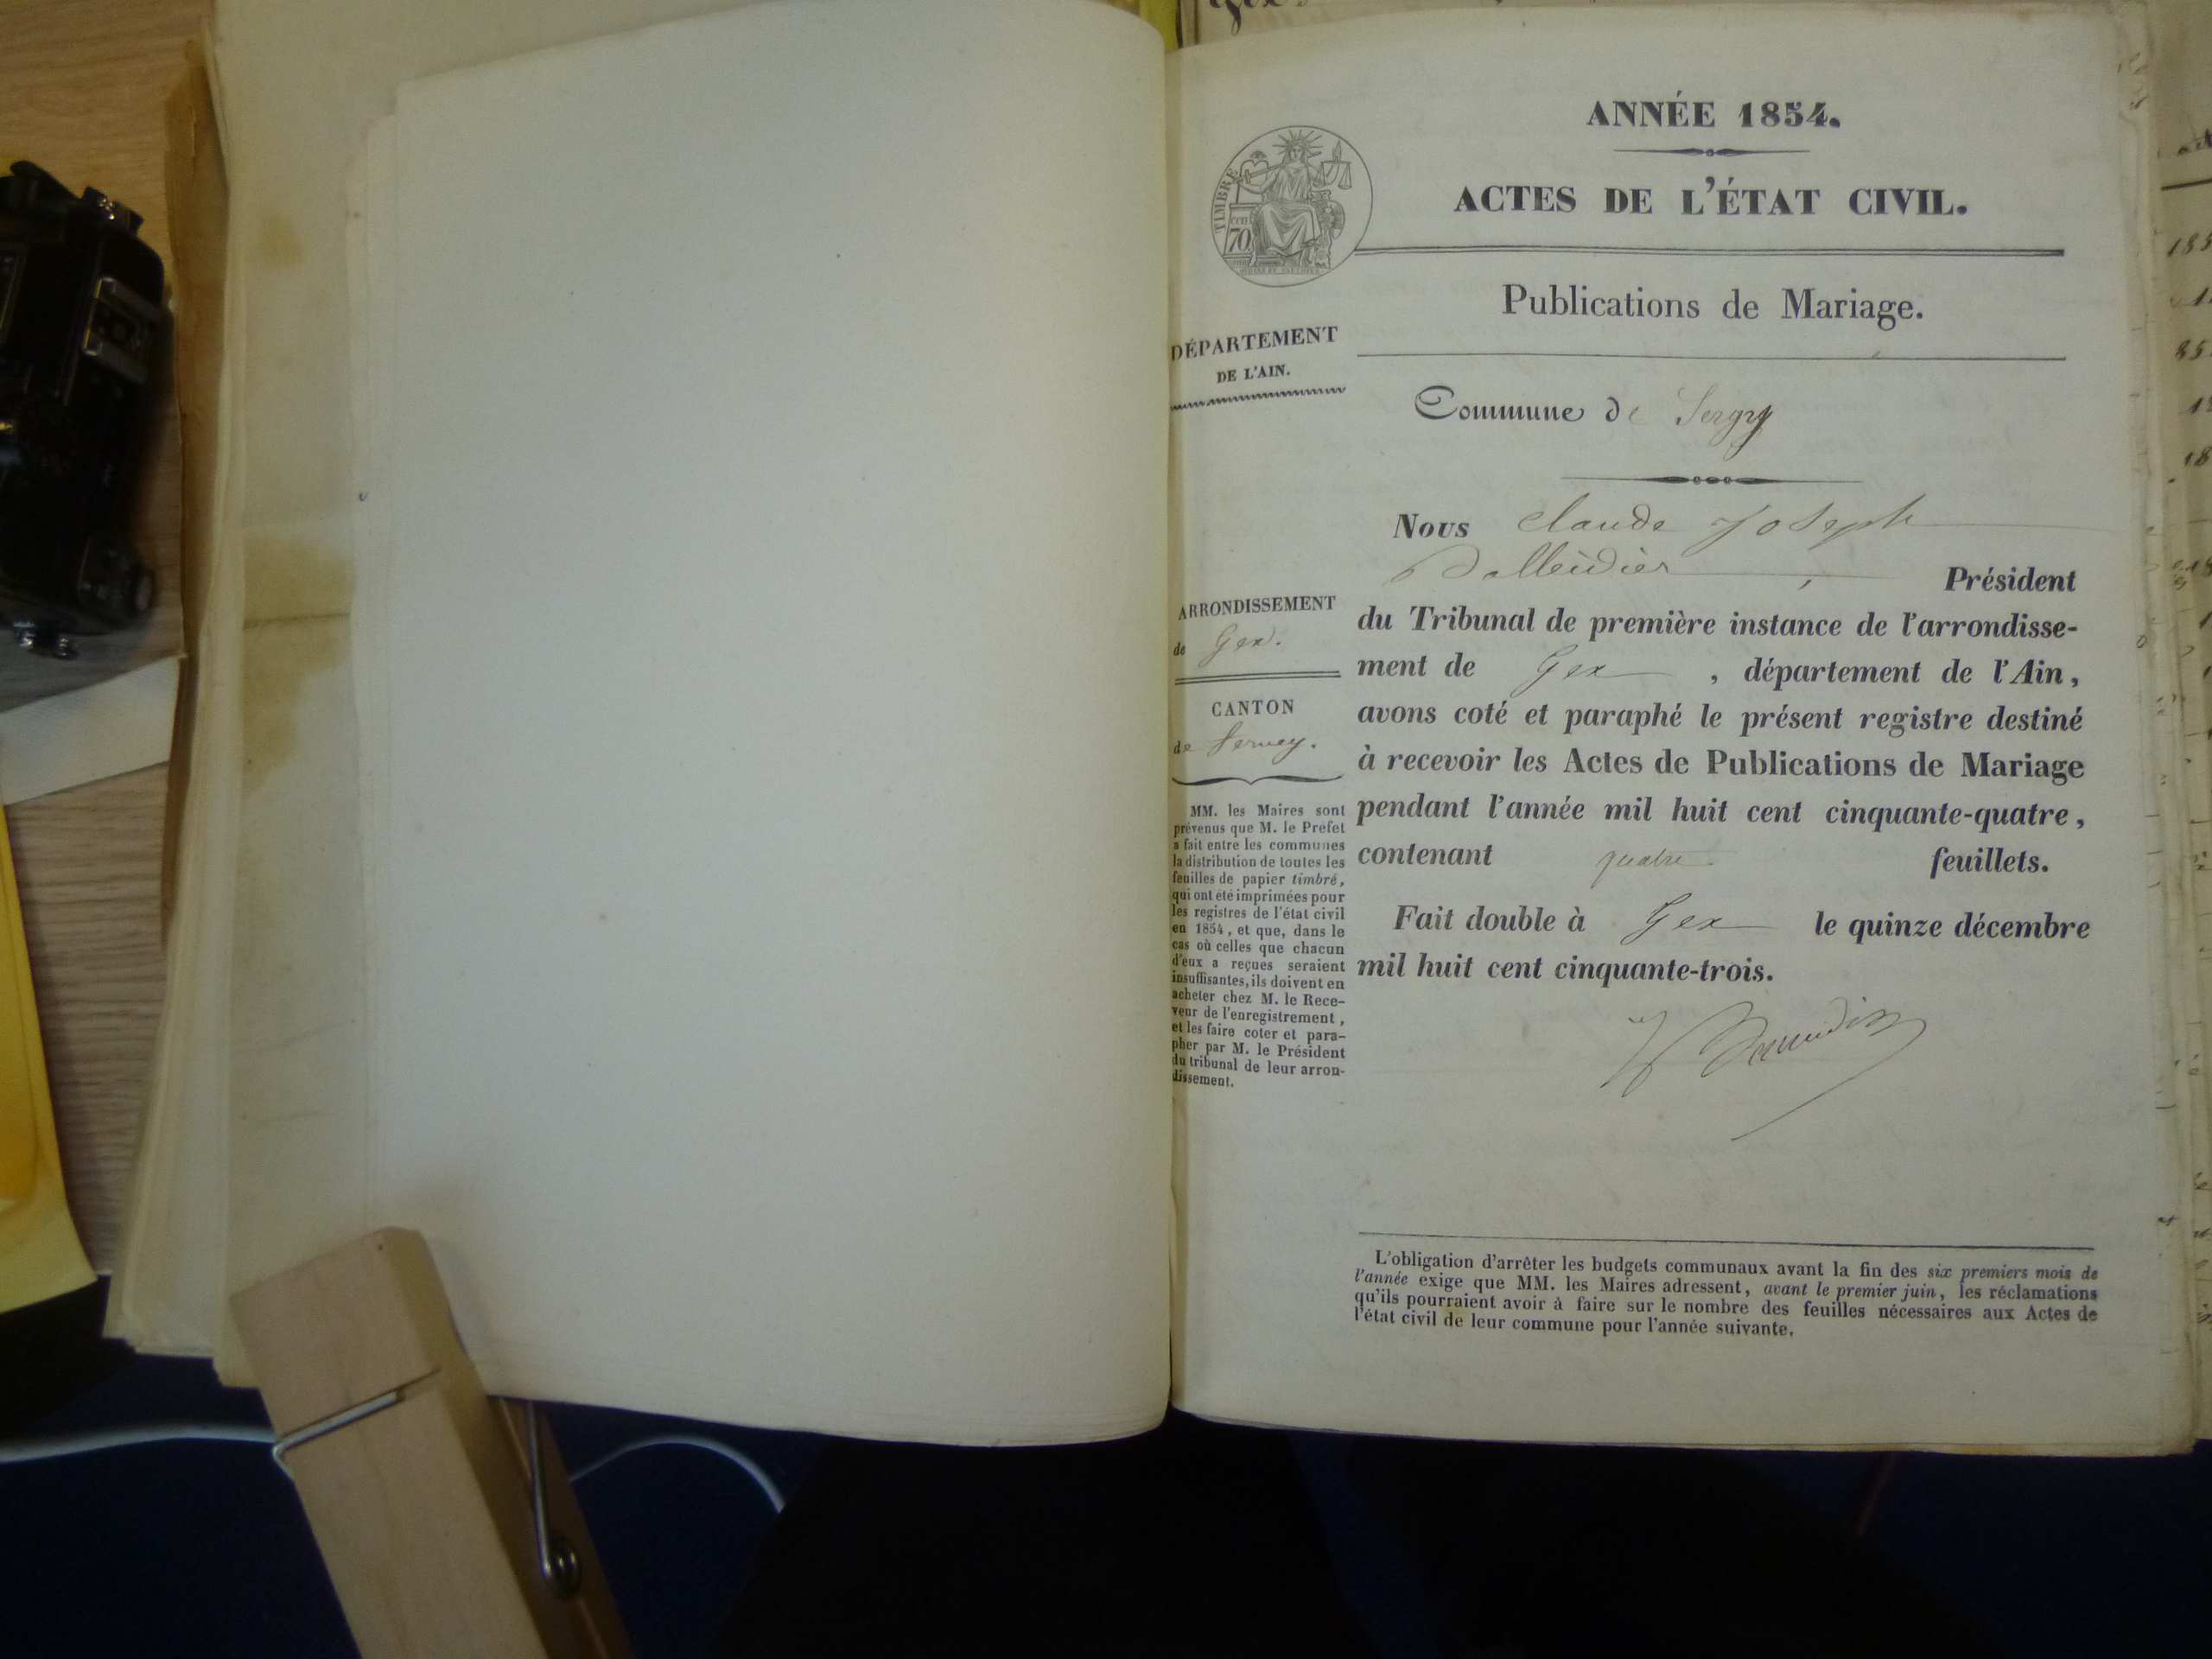 ANNÉE 1854.
ACTES DE L'ÉTAT CIVIL.
TIMBRE
70
Publications de Mariage.
DÉPARTEMENT
DE L'AIN.
Commune de Sergy
Nous Claude Joseph
Président
ARRONDISSEMENT
de Gex.
CANTON
de Ferney.
du Tribunal de première instance de l'arrondisse-
ment de Gex, département de l'Ain,
avons coté et paraphé le présent registre destiné
à recevoir les Actes de Publications de Mariage
pendant l'année mil huit cent cinquante-quatre,
contenant quatre feuillets.
Fait double à Gex le quinze décembre
mil huit cent cinquante-trois.
MM. les Maires sont
prévenus que M. le Prefet
a fait entre les communes
la distribution de toutes les
feuilles de papier timbré,
qui ont été imprimées pour
les registres de l'état civil
en 1854, et que, dans le
cas où celles que chacun
d'eux a reçues seraient
insuffisantes, ils doivent en
acheter chez M. le Rece-
veur de l'enregistrement,
et les faire coter et para-
pher par M. le Président
du tribunal de leur arron-
dissement.
L'obligation d'arrêter les budgets communaux avant la fin des six premiers mois de
l'année exige que MM. les Maires adressent, avant le premier juin, les réclamations
qu'ils pourraient avoir à faire sur le nombre des feuilles nécessaires aux Actes de
l'état civil de leur commune pour l'année suivante.